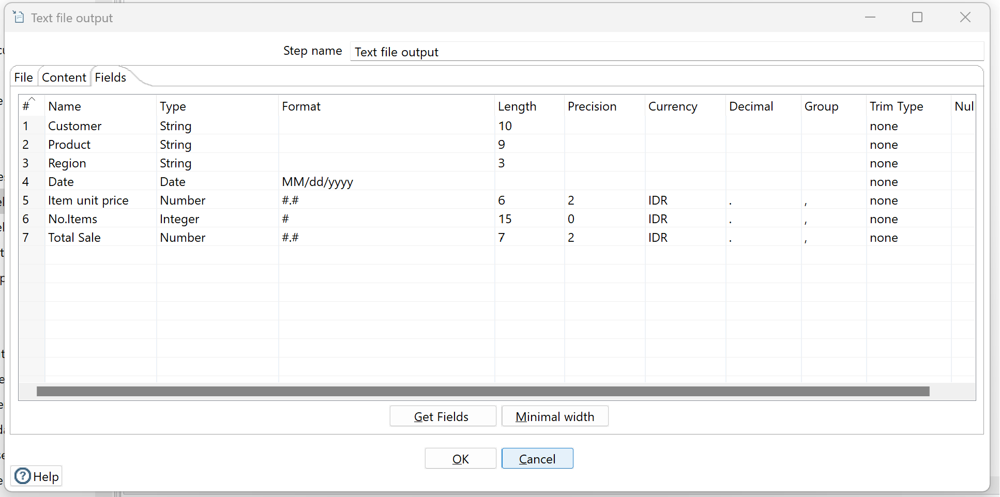 Text file output
Step name Text file output
File Content Fields
# Name Type Format Length Precision Currency Decimal Group Trim Type Nul
1 Customer String 10 none
2 Product String 9 none
3 Region String 3 none
4 Date Date MM/dd/yyyy none
5 Item unit price Number #.# 6 2 IDR . , none
6 No.Items Integer # 15 0 IDR . , none
7 Total Sale Number #.# 7 2 IDR . , none
Get Fields Minimal width
OK Cancel
Help